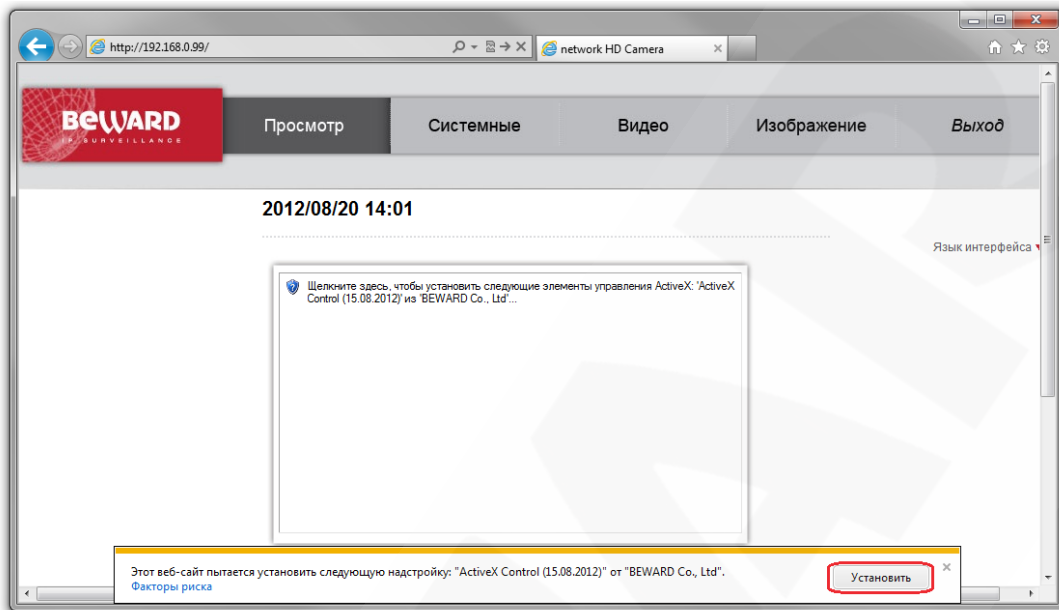 http://192.168.0.99/
network HD Camera
BEWARD
IP SURVEILLANCE
Просмотр
Системные
Видео
Изображение
Выход
2012/08/20 14:01
Язык интерфейса
Щелкните здесь, чтобы установить следующие элементы управления ActiveX: 'ActiveX
Control (15.08.2012)' из 'BEWARD Co., Ltd'...
Этот веб-сайт пытается установить следующую надстройку: "ActiveX Control (15.08.2012)" от "BEWARD Co., Ltd".
Факторы риска
Установить